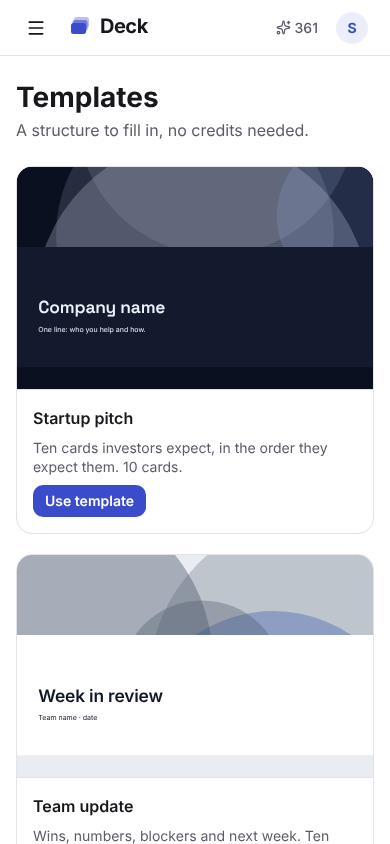 Deck
361
S
Templates
A structure to fill in, no credits needed.
Company name
One line: who you help and how.
Startup pitch
Ten cards investors expect, in the order they
expect them. 10 cards.
Use template
Week in review
Team name · date
Team update
Wins, numbers, blockers and next week. Ten